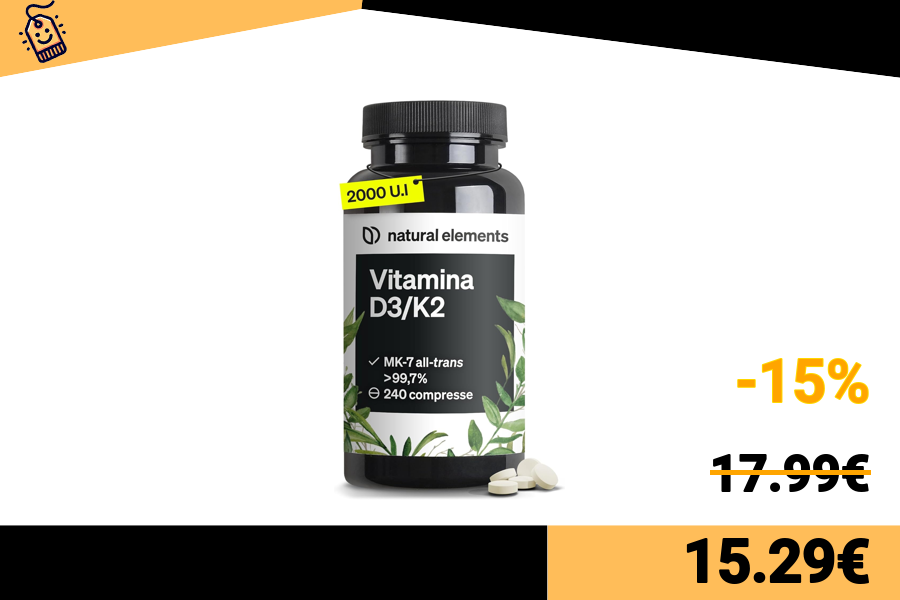 2000 U.I
natural elements
Vitamina
D3/K2
MK-7 all-trans
>99,7%
240 compresse
-15%
17.99€
15.29€